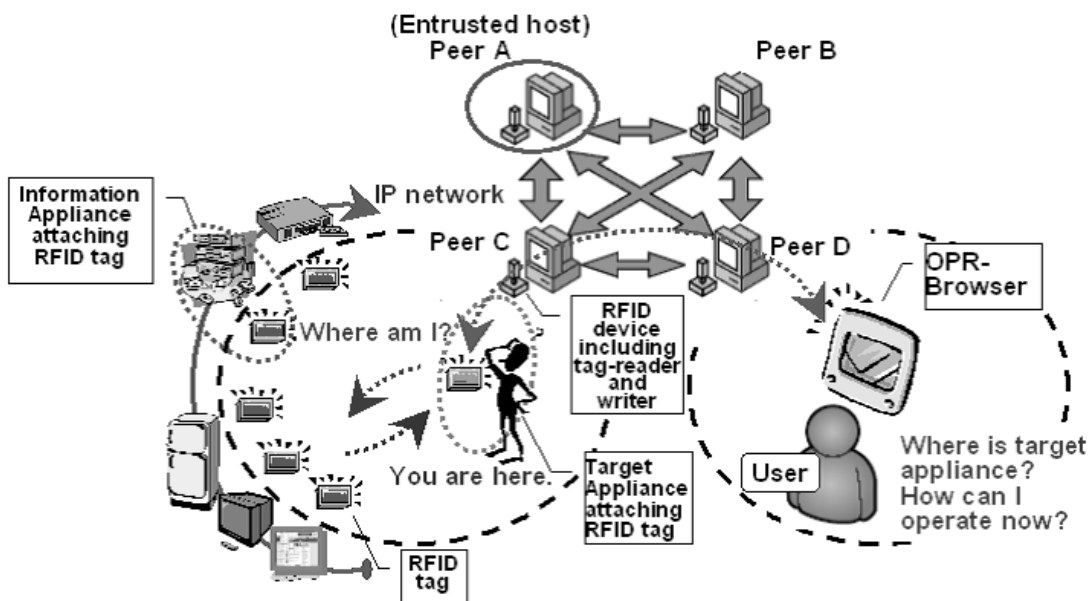 (Entrusted host)
Peer A
Peer B
Information
Appliance
attaching
RFID tag
IP network
Peer C
Peer D
OPR-
Browser
Where am I?
RFID
device
including
tag-reader
and
writer
You are here.
Target
Appliance
attaching
RFID tag
RFID
tag
User
Where is target
appliance?
How can I
operate now?